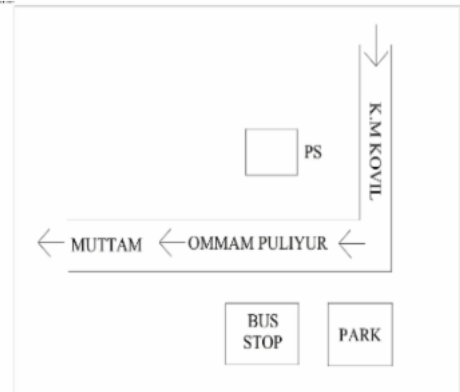 K.M KOVIL
PS
MUTTAM
OMMAM PULIYUR
BUS
STOP
PARK